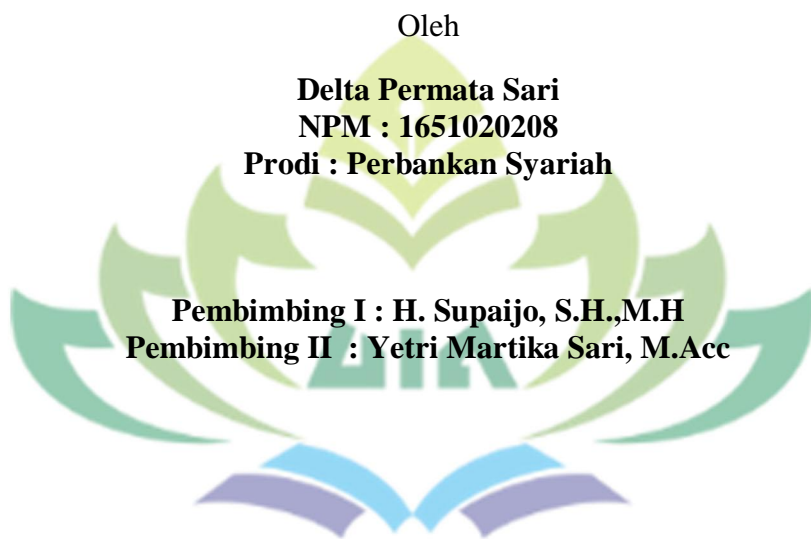 Oleh
Delta Permata Sari
NPM : 1651020208
Prodi : Perbankan Syariah
Pembimbing I : H. Supaijo, S.H.,M.H
Pembimbing II : Yetri Martika Sari, M.Acc